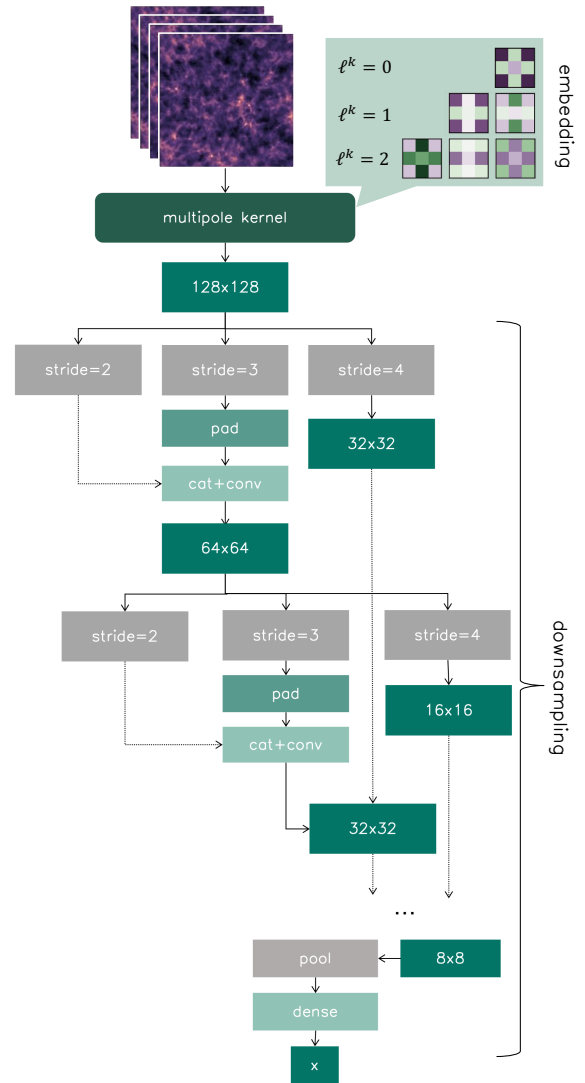 ℓᵏ = 0
ℓᵏ = 1
ℓᵏ = 2
embedding
multipole kernel
128x128
stride=2 stride=3 stride=4
pad
32x32
cat+conv
64x64
stride=2 stride=3 stride=4
pad
16x16
cat+conv
downsampling
32x32
...
pool 8x8
dense
x